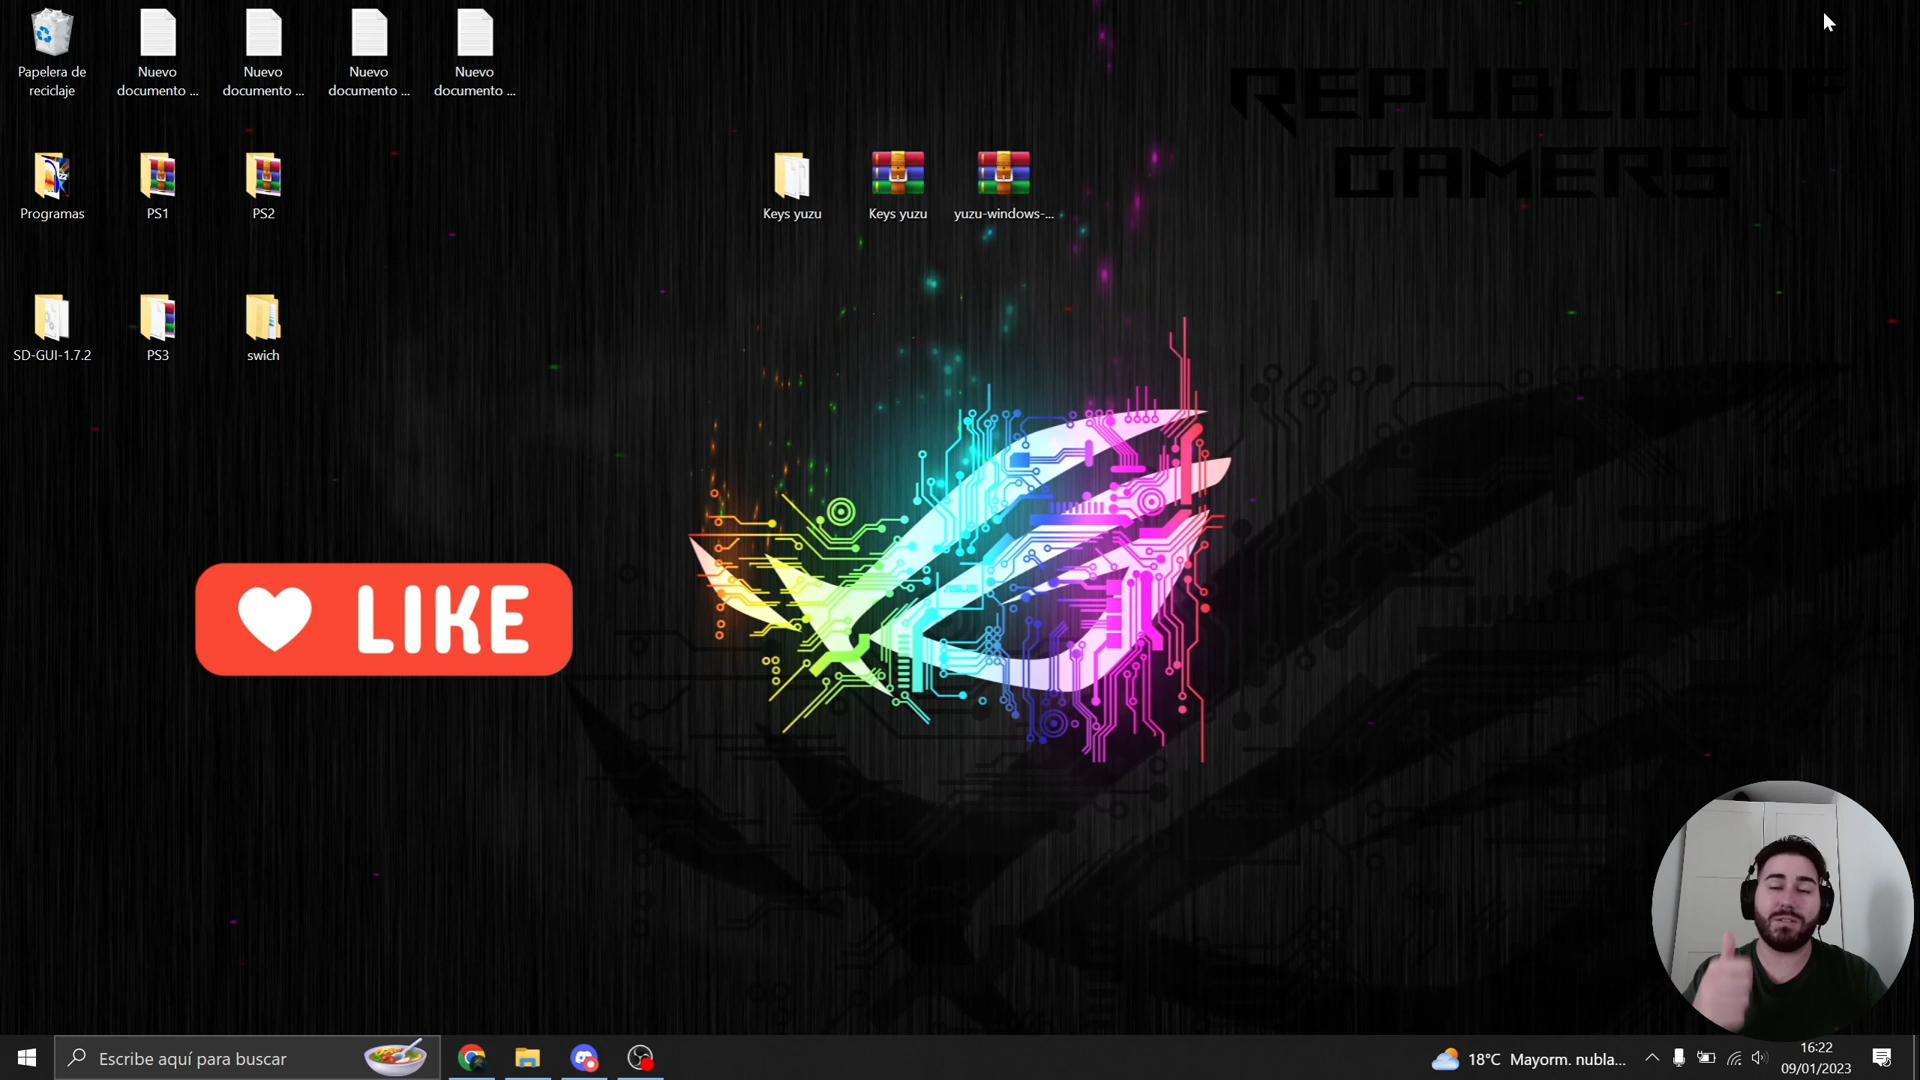 Papelera de
reciclaje
Nuevo
documento ...
Nuevo
documento ...
Nuevo
documento ...
Nuevo
documento ...
REPUBLIC OF
GAMERS
Programas
PS1
PS2
Keys yuzu
Keys yuzu
yuzu-windows-...
SD-GUI-1.7.2
PS3
swich
LIKE
Escribe aquí para buscar
18°C Mayorm. nubla...
16:22
09/01/2023